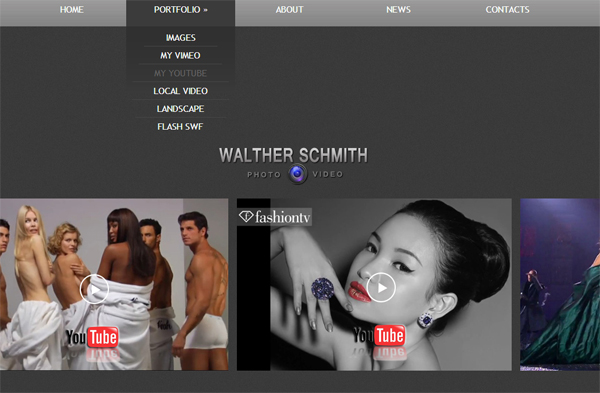 HOME PORTFOLIO » ABOUT NEWS CONTACTS
IMAGES
MY VIMEO
MY YOUTUBE
LOCAL VIDEO
LANDSCAPE
FLASH SWF
WALTHER SCHMITH
PHOTO VIDEO
fashiontv
YouTube YouTube